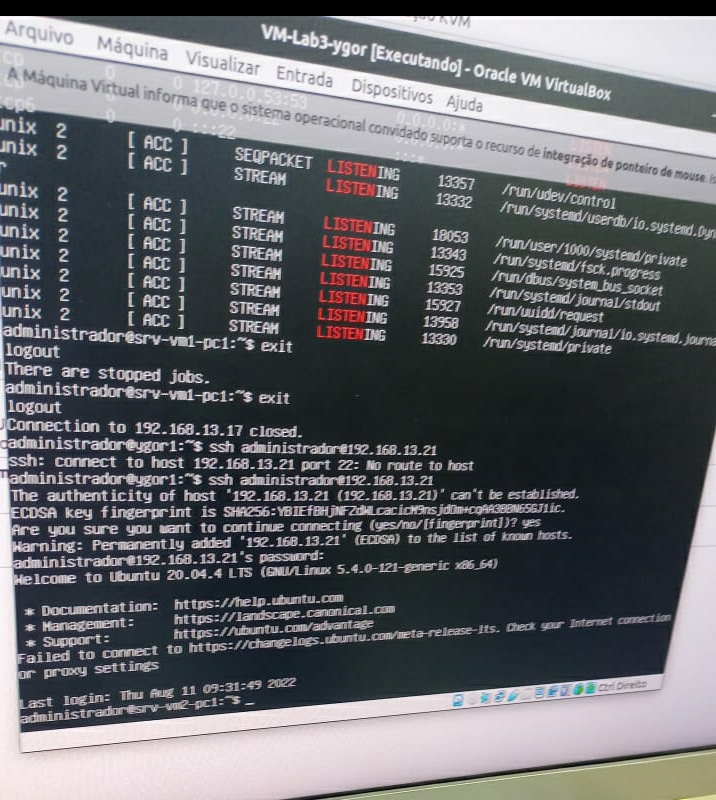 KVM
VM-Lab3-ygor [Executando] - Oracle VM VirtualBox
Arquivo Máquina Visualizar Entrada Dispositivos Ajuda
0 127.0.0.53:53
A Máquina Virtual informa que o sistema operacional convidado suporta o recurso de integração de ponteiro de mouse.
unix 2 [ ACC ] SEQPACKET LISTENING 13357 /run/udev/control
unix 2 [ ACC ] STREAM LISTENING 13332 /run/systemd/userdb/io.systemd.Dyn
r
unix 2 [ ACC ] STREAM LISTENING 18053 /run/user/1000/systemd/private
unix 2 [ ACC ] STREAM LISTENING 13343 /run/systemd/fsck.progress
unix 2 [ ACC ] STREAM LISTENING 15925 /run/dbus/system_bus_socket
unix 2 [ ACC ] STREAM LISTENING 13353 /run/systemd/journal/stdout
unix 2 [ ACC ] STREAM LISTENING 15927 /run/uuidd/request
unix 2 [ ACC ] STREAM LISTENING 13958 /run/systemd/journal/io.systemd.journa
unix 2 [ ACC ] STREAM LISTENING 13330 /run/systemd/private
administrador@srv-vm1-pc1:~$ exit
logout
There are stopped jobs.
administrador@srv-vm1-pc1:~$ exit
logout
Connection to 192.168.13.17 closed.
administrador@ygor1:~$ ssh administrador@192.168.13.21
ssh: connect to host 192.168.13.21 port 22: No route to host
administrador@ygor1:~$ ssh administrador@192.168.13.21
The authenticity of host '192.168.13.21 (192.168.13.21)' can't be established.
ECDSA key fingerprint is
Are you sure you want to continue connecting (yes/no/[fingerprint])? yes
Warning: Permanently added '192.168.13.21' (ECDSA) to the list of known hosts.
administrador@192.168.13.21's password:
Welcome to Ubuntu 20.04.4 LTS (GNU/Linux 5.4.0-121-generic x86_64)
* Documentation: https://help.ubuntu.com
* Management: https://landscape.canonical.com
* Support: https://ubuntu.com/advantage
Failed to connect to https://changelogs.ubuntu.com/meta-release-lts. Check your Internet connection
or proxy settings
Last login: Thu Aug 11 09:31:49 2022
administrador@srv-vm2-pc1:~$ _
Ctrl Direito